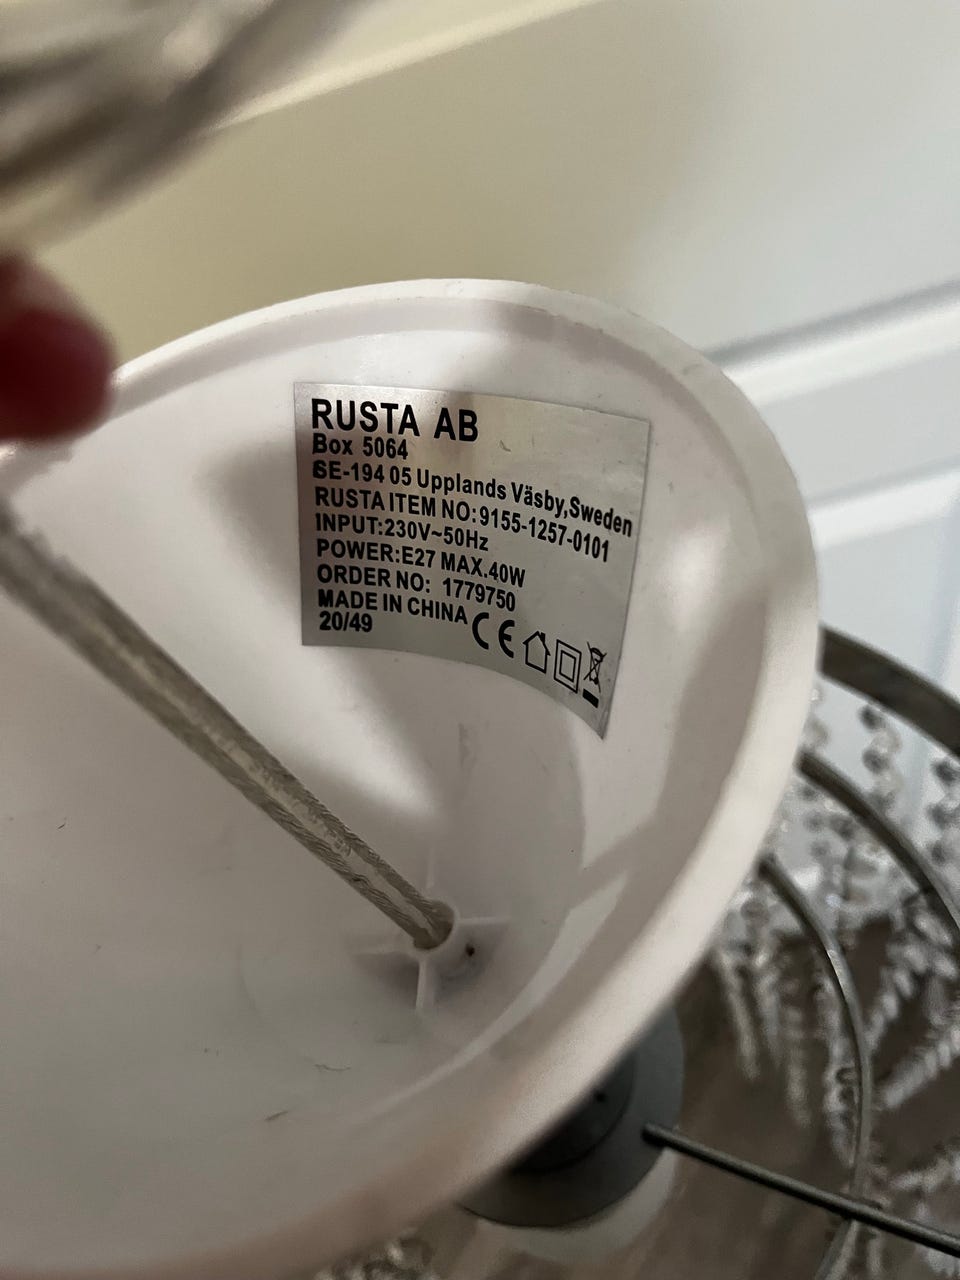 RUSTA AB
Box 5064
SE-194 05 Upplands Väsby,Sweden
RUSTA ITEM NO:9155-1257-0101
INPUT:230V~50Hz
POWER:E27 MAX.40W
ORDER NO: 1779750
MADE IN CHINA
20/49
CE